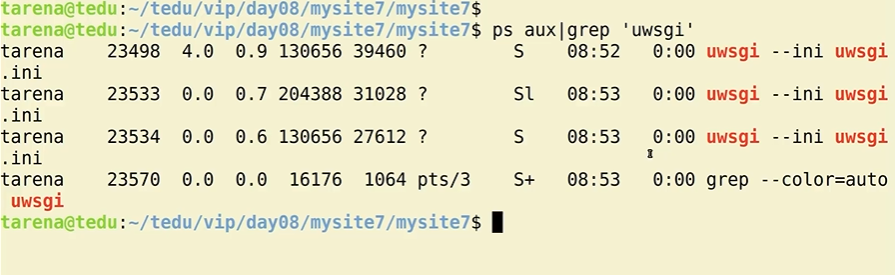 tarena@tedu:~/tedu/vip/day08/mysite7/mysite7$
tarena@tedu:~/tedu/vip/day08/mysite7/mysite7$ ps aux|grep 'uwsgi'
tarena    23498  4.0  0.9 130656 39460 ?        S    08:52   0:00 uwsgi --ini uwsgi
.ini
tarena    23533  0.0  0.7 204388 31028 ?        Sl   08:53   0:00 uwsgi --ini uwsgi
.ini
tarena    23534  0.0  0.6 130656 27612 ?        S    08:53   0:00 uwsgi --ini uwsgi
.ini
tarena    23570  0.0  0.0  16176  1064 pts/3    S+   08:53   0:00 grep --color=auto
 uwsgi
tarena@tedu:~/tedu/vip/day08/mysite7/mysite7$